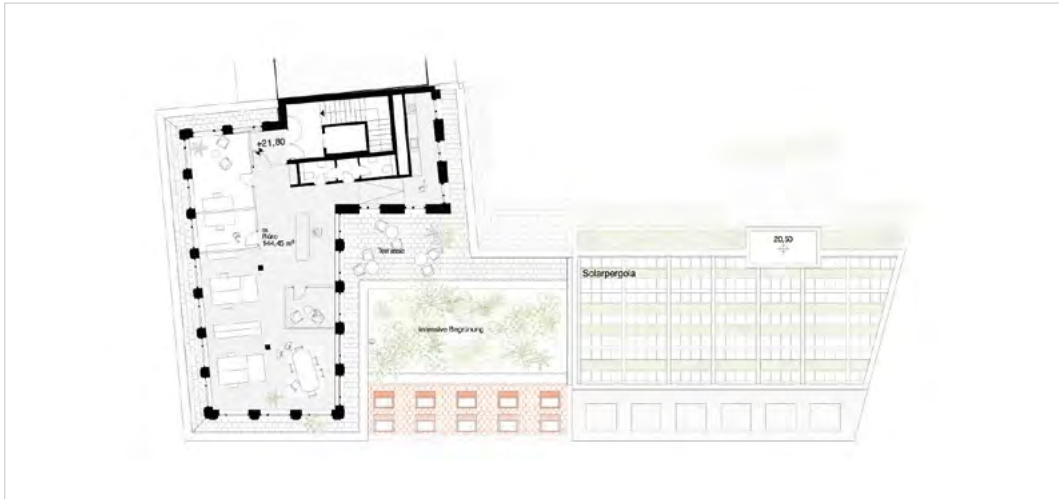 +21,80
Büro
144,45 m²
Terrasse
20,50
Solarpergola
Intensive Begrünung